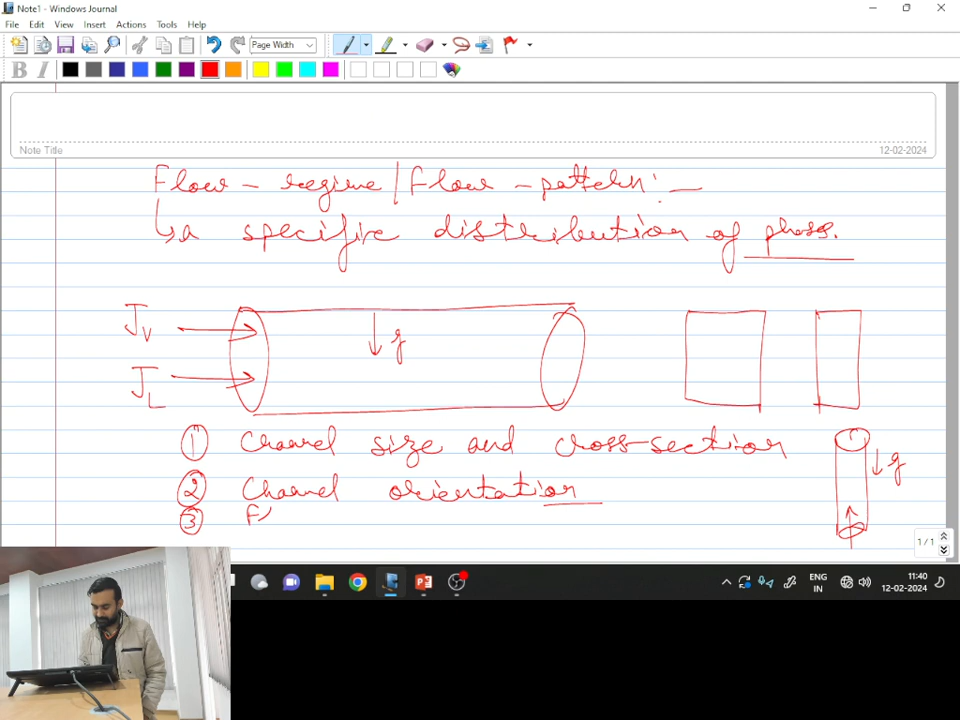 Note1 - Windows Journal
File Edit View Insert Actions Tools Help
Page Width
B I
Note Title
12-02-2024
Flow - regime / Flow - pattern: -
a specific distribution of phases.
J_V
g
J_L
① Channel size and cross-section
g
② Channel orientation
③ F
1 / 1
ENG
IN
11:40
12-02-2024